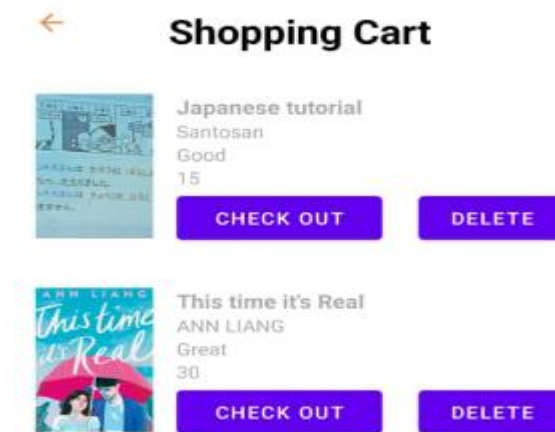 Shopping Cart
Japanese tutorial
Santosan
Good
15
CHECK OUT
DELETE
ANN LIANG
This time
it's Real
This time it's Real
ANN LIANG
Great
30
CHECK OUT
DELETE